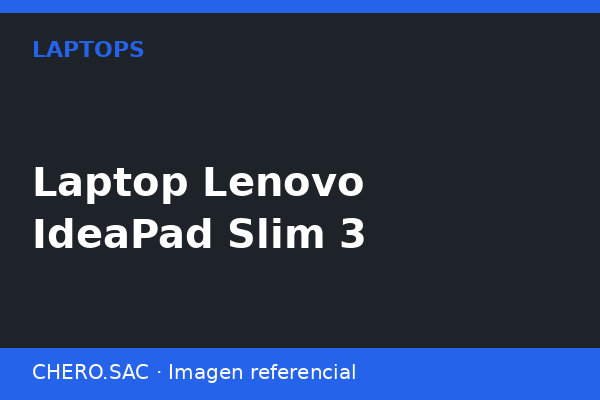 LAPTOPS
Laptop Lenovo
IdeaPad Slim 3
CHERO.SAC · Imagen referencial